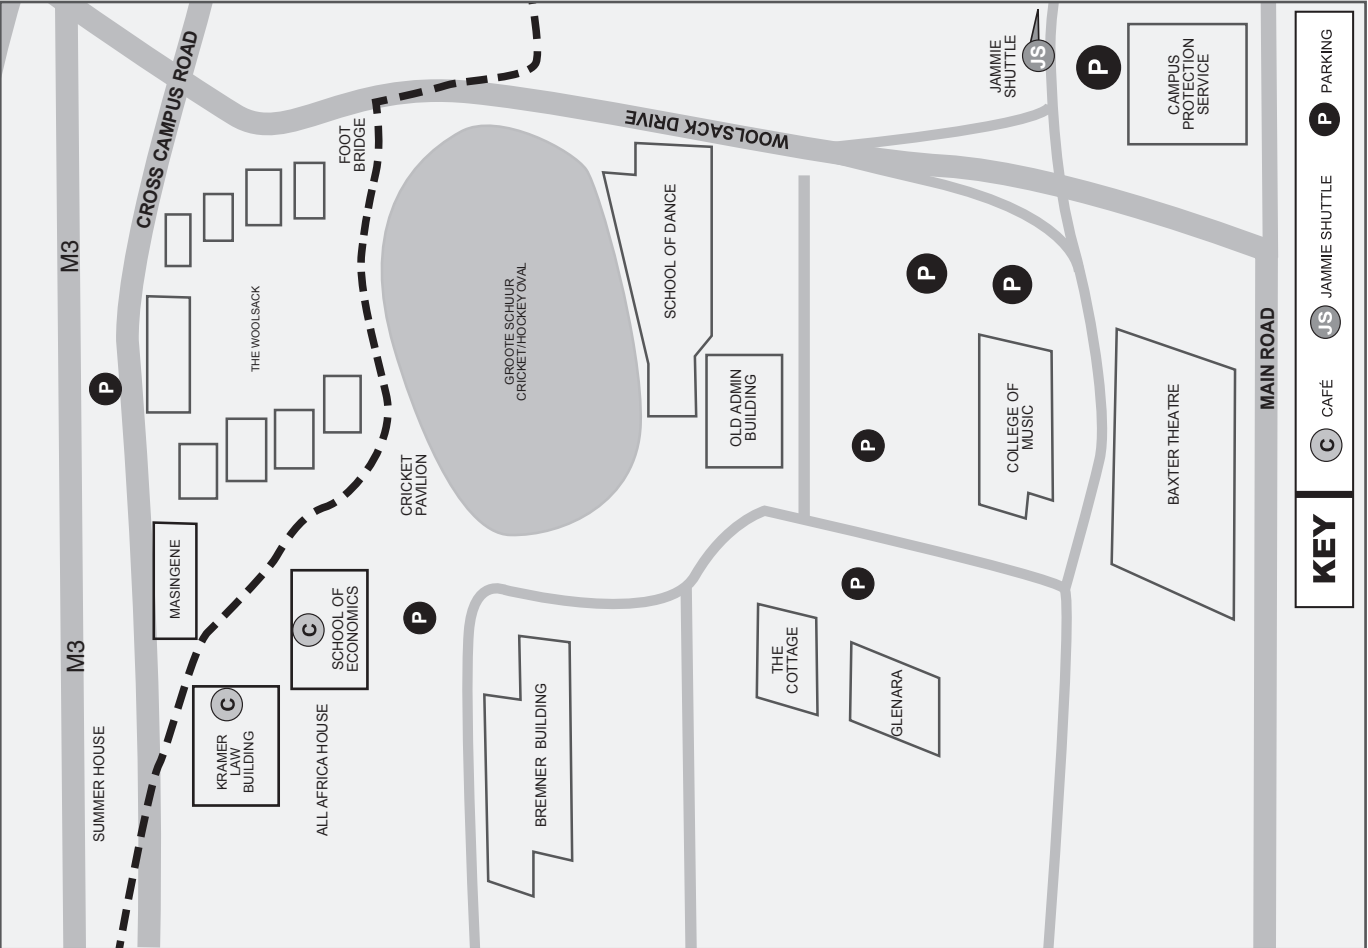 M3
M3
CROSS CAMPUS ROAD
FOOT
BRIDGE
THE WOOLSACK
P
MASINGENE
C
SCHOOL OF
ECONOMICS
C
KRAMER
LAW
BUILDING
SUMMER HOUSE
ALL AFRICA HOUSE
P
CRICKET
PAVILION
GROOTE SCHUUR
CRICKET/HOCKEY OVAL
WOOLSACK DRIVE
SCHOOL OF DANCE
OLD ADMIN
BUILDING
BREMNER BUILDING
P
P
THE
COTTAGE
GLENARA
P
P
COLLEGE OF
MUSIC
BAXTER THEATRE
JAMMIE
SHUTTLE
JS
P
CAMPUS
PROTECTION
SERVICE
MAIN ROAD
KEY
C CAFÉ
JS JAMMIE SHUTTLE
P PARKING